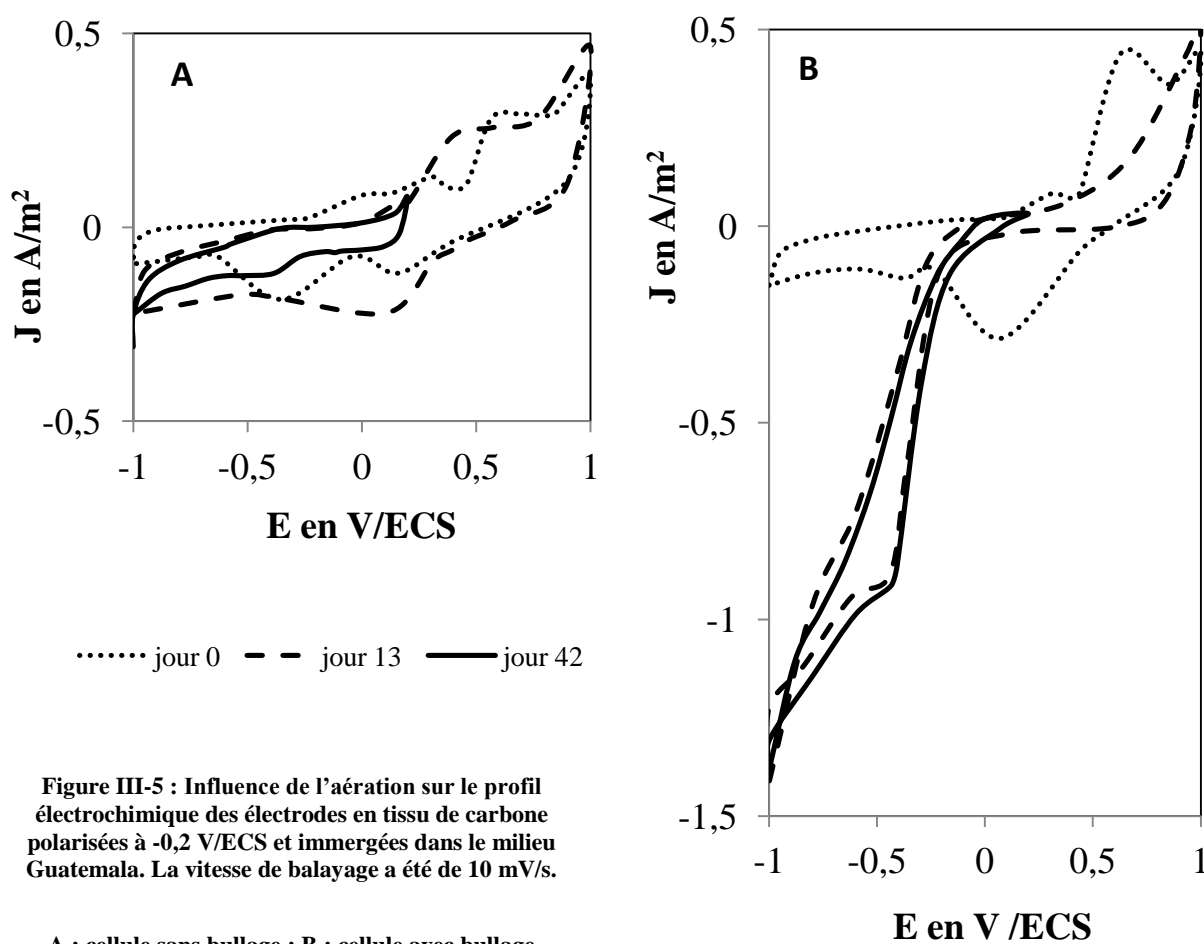 A
0,5
0
-0,5
J en A/m²
-1 -0,5 0 0,5 1
E en V/ECS
jour 0 jour 13 jour 42
Figure III-5 : Influence de l'aération sur le profil
électrochimique des électrodes en tissu de carbone
polarisées à -0,2 V/ECS et immergées dans le milieu
Guatemala. La vitesse de balayage a été de 10 mV/s.
A : cellule sans bullage ; B : cellule avec bullage
B
0,5
0
-0,5
-1
-1,5
J en A/m²
-1 -0,5 0 0,5 1
E en V /ECS